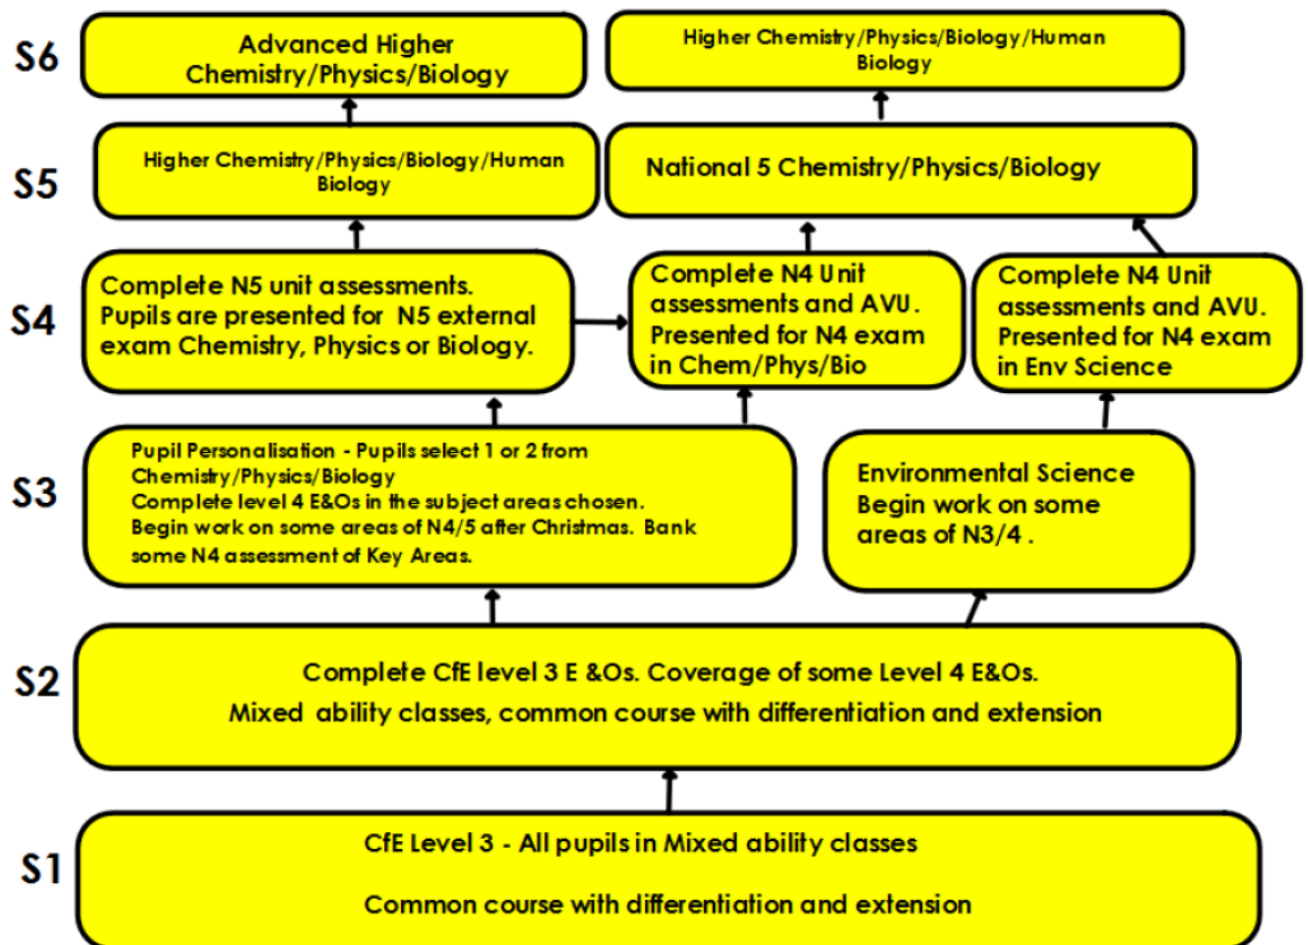 S6
Advanced Higher
Chemistry/Physics/Biology
Higher Chemistry/Physics/Biology/Human
Biology
S5
Higher Chemistry/Physics/Biology/Human
Biology
National 5 Chemistry/Physics/Biology
S4
Complete N5 unit assessments.
Pupils are presented for N5 external
exam Chemistry, Physics or Biology.
Complete N4 Unit
assessments and AVU.
Presented for N4 exam
in Chem/Phys/Bio
Complete N4 Unit
assessments and AVU.
Presented for N4 exam
in Env Science
S3
Pupil Personalisation - Pupils select 1 or 2 from
Chemistry/Physics/Biology
Complete level 4 E&Os in the subject areas chosen.
Begin work on some areas of N4/5 after Christmas. Bank
some N4 assessment of Key Areas.
Environmental Science
Begin work on some
areas of N3/4 .
S2
Complete CfE level 3 E &Os. Coverage of some Level 4 E&Os.
Mixed ability classes, common course with differentiation and extension
S1
CfE Level 3 - All pupils in Mixed ability classes
Common course with differentiation and extension